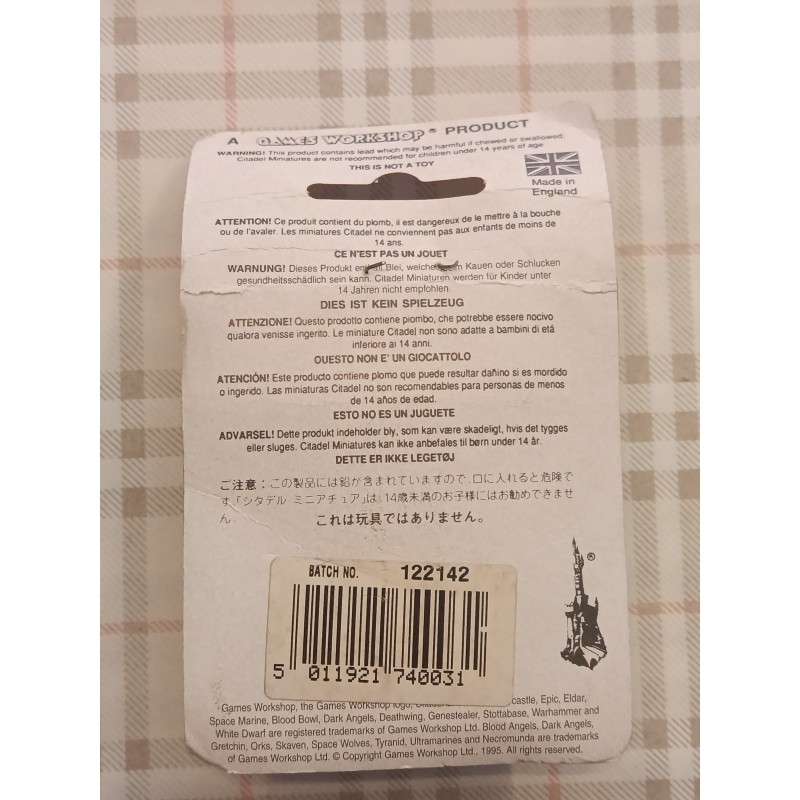 A GAMES WORKSHOP® PRODUCT
WARNING! This product contains lead which may be harmful if chewed or swallowed.
Citadel Miniatures are not recommended for children under 14 years of age.
THIS IS NOT A TOY
Made in
England
ATTENTION! Ce produit contient du plomb, il est dangereux de le mettre à la bouche
ou de l'avaler. Les miniatures Citadel ne conviennent pas aux enfants de moins de
14 ans.
CE N'EST PAS UN JOUET
WARNUNG! Dieses Produkt Blei, Kauen oder Schlucken
gesundheitsschädlich sein kann. Citadel Miniaturen werden für Kinder unter
14 Jahren nicht empfohlen
DIES IST KEIN SPIELZEUG
ATTENZIONE! Questo prodotto contiene piombo, che potrebbe essere nocivo
qualora venisse ingerito. Le miniature Citadel non sono adatte a bambini di etá
inferiore ai 14 anni.
QUESTO NON E' UN GIOCATTOLO
ATENCIÓN! Este producto contiene plomo que puede resultar dañino si es mordido
o ingerido. Las miniaturas Citadel no son recomendables para personas de menos
de 14 años de edad.
ESTO NO ES UN JUGUETE
ADVARSEL! Dette produkt indeholder bly, som kan være skadeligt, hvis det tygges
eller sluges. Citadel Miniatures kan ikke anbefales til børn under 14 år.
DETTE ER IKKE LEGETØJ
ご注意：この製品には鉛が含まれていますので、口に入れると危険で
す。「シタデル ミニアチュア」は、14歳未満のお子様にはお勧めできませ
ん。 これは玩具ではありません。
®
BATCH NO. 122142
5 011921 740031
Games Workshop, the Games Workshop logo, Epic, Eldar,
Space Marine, Blood Bowl, Dark Angels, Deathwing, Genestealer, Stottabase, Warhammer and
White Dwarf are registered trademarks of Games Workshop Ltd. Blood Angels, Dark Angels,
Gretchin, Orks, Skaven, Space Wolves, Tyranid, Ultramarines and Necromunda are trademarks
of Games Workshop Ltd. © Copyright Games Workshop Ltd., 1995. All rights reserved.